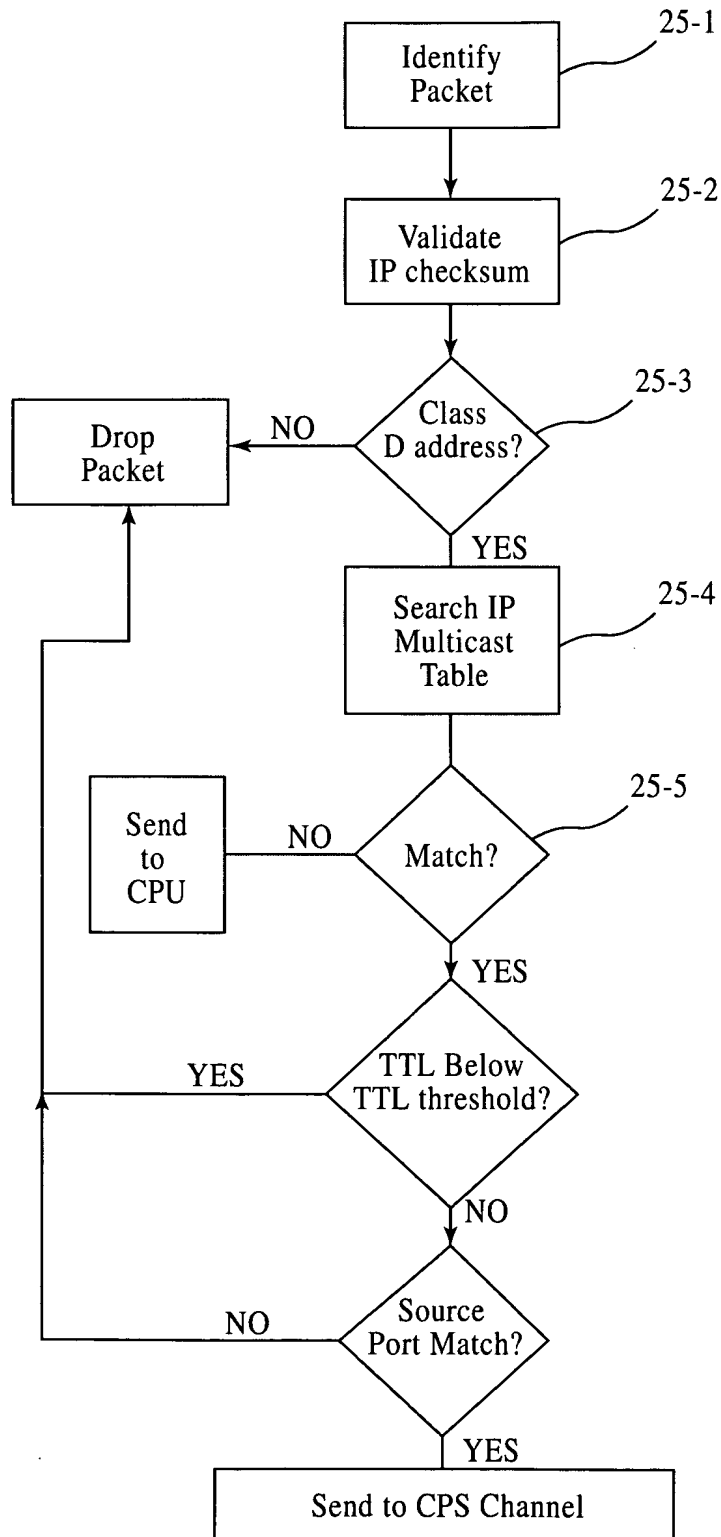 25-1
Identify
Packet
25-2
Validate
IP checksum
25-3
Class
D address?
NO
Drop
Packet
YES
25-4
Search IP
Multicast
Table
25-5
Send
to
CPU
NO
Match?
YES
TTL Below
TTL threshold?
YES
NO
Source
Port Match?
NO
YES
Send to CPS Channel